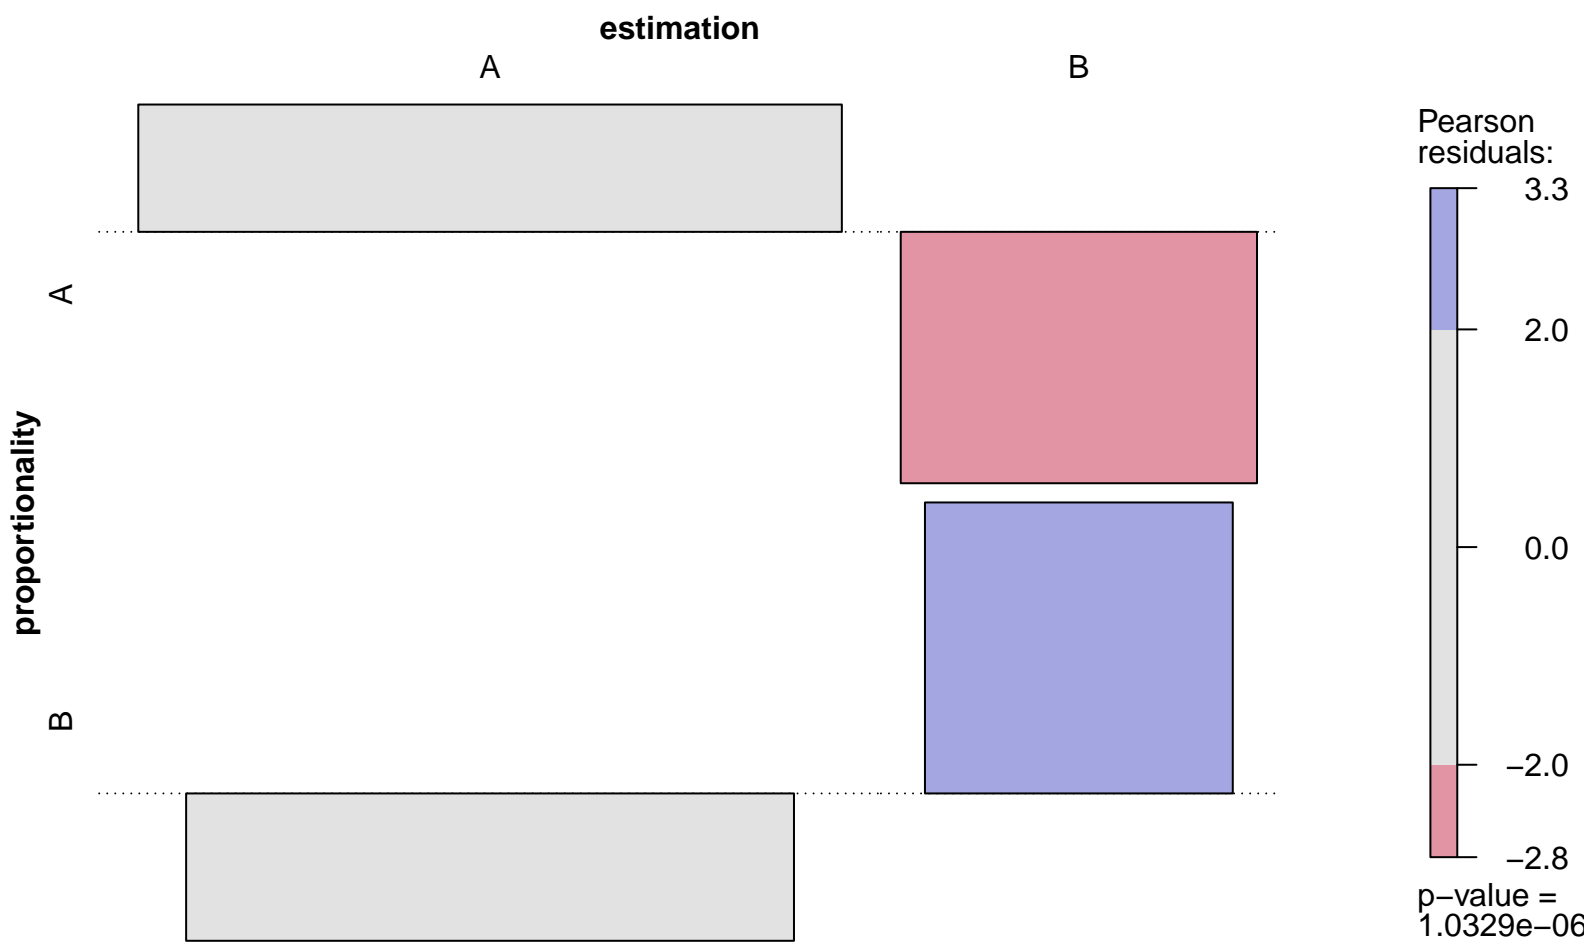 estimation
A B
A
proportionality
B
Pearson
residuals:
3.3
2.0
0.0
−2.0
−2.8
p−value =
1.0329e−06